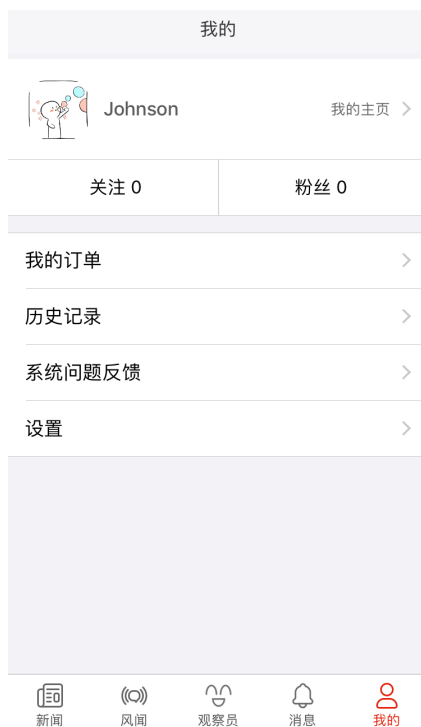 我的
Johnson
我的主页
关注 0
粉丝 0
我的订单
历史记录
系统问题反馈
设置
新闻
风闻
观察员
消息
我的